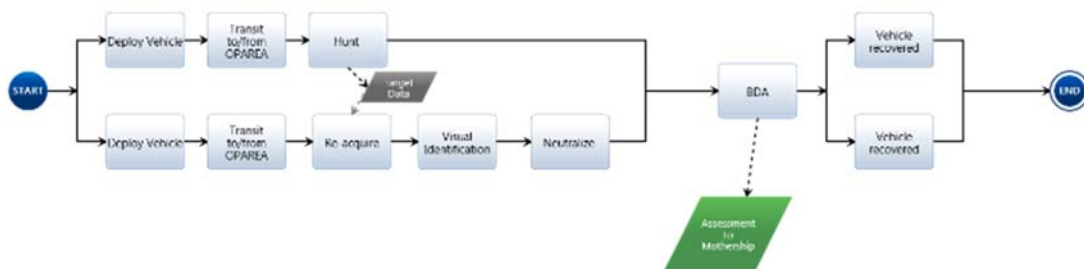 START
Deploy Vehicle
Transit
to/from
OPAREA
Hunt
Target
Data
Deploy Vehicle
Transit
to/from
OPAREA
Re-acquire
Visual
Identification
Neutralize
BDA
Assessment
to
Mothership
Vehicle
recovered
Vehicle
recovered
END